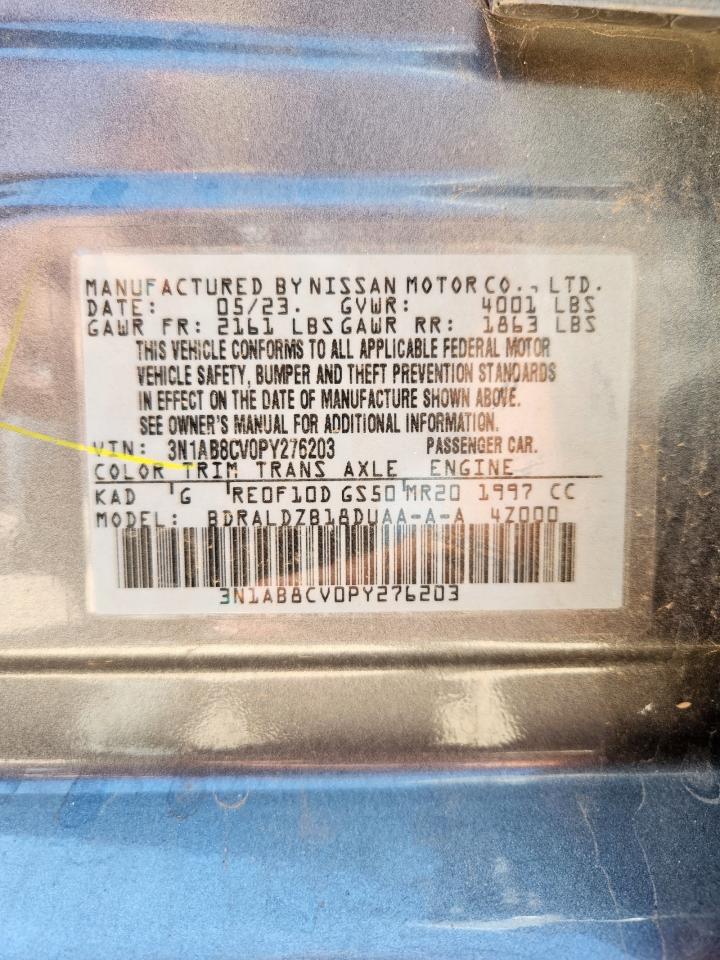 MANUFACTURED BY NISSAN MOTOR CO., LTD.
DATE: 05/23. GVWR: 4001 LBS
GAWR FR: 2161 LBS GAWR RR: 1863 LBS
THIS VEHICLE CONFORMS TO ALL APPLICABLE FEDERAL MOTOR
VEHICLE SAFETY, BUMPER AND THEFT PREVENTION STANDARDS
IN EFFECT ON THE DATE OF MANUFACTURE SHOWN ABOVE.
SEE OWNER'S MANUAL FOR ADDITIONAL INFORMATION.
VIN: 3N1AB8CV0PY276203 PASSENGER CAR.
COLOR TRIM TRANS AXLE ENGINE
KAD G RE0F10D GS50 MR20 1997 CC
MODEL: BDRALDZB18DUAA-A-A 4Z000
3N1AB8CV0PY276203